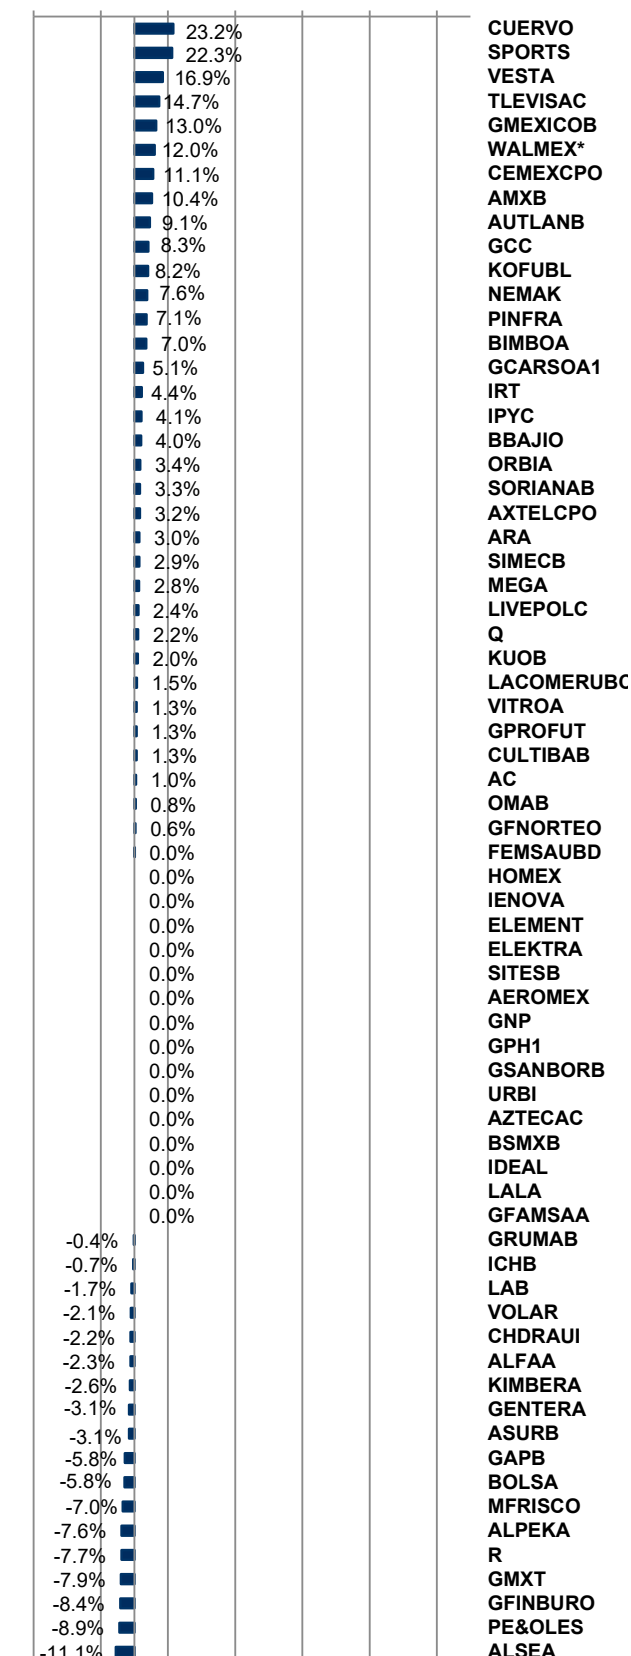 23.2% CUERVO
22.3% SPORTS
16.9% VESTA
14.7% TLEVISAC
13.0% GMEXICOB
12.0% WALMEX*
11.1% CEMEXCPO
10.4% AMXB
9.1% AUTLANB
8.3% GCC
8.2% KOFUBL
7.6% NEMAK
7.1% PINFRA
7.0% BIMBOA
5.1% GCARSOA1
4.4% IRT
4.1% IPYC
4.0% BBAJIO
3.4% ORBIA
3.3% SORIANAB
3.2% AXTELCPO
3.0% ARA
2.9% SIMECB
2.8% MEGA
2.4% LIVEPOLC
2.2% Q
2.0% KUOB
1.5% LACOMERUBC
1.3% VITROA
1.3% GPROFUT
1.3% CULTIBAB
1.0% AC
0.8% OMAB
0.6% GFNORTEO
0.0% FEMSAUBD
0.0% HOMEX
0.0% IENOVA
0.0% ELEMENT
0.0% ELEKTRA
0.0% SITESB
0.0% AEROMEX
0.0% GNP
0.0% GPH1
0.0% GSANBORB
0.0% URBI
0.0% AZTECAC
0.0% BSMXB
0.0% IDEAL
0.0% LALA
0.0% GFAMSAA
-0.4% GRUMAB
-0.7% ICHB
-1.7% LAB
-2.1% VOLAR
-2.2% CHDRAUI
-2.3% ALFAA
-2.6% KIMBERA
-3.1% GENTERA
-3.1% ASURB
-5.8% GAPB
-5.8% BOLSA
-7.0% MFRISCO
-7.6% ALPEKA
-7.7% R
-7.9% GMXT
-8.4% GFINBURO
-8.9% PE&OLES
-11.1% ALSEA